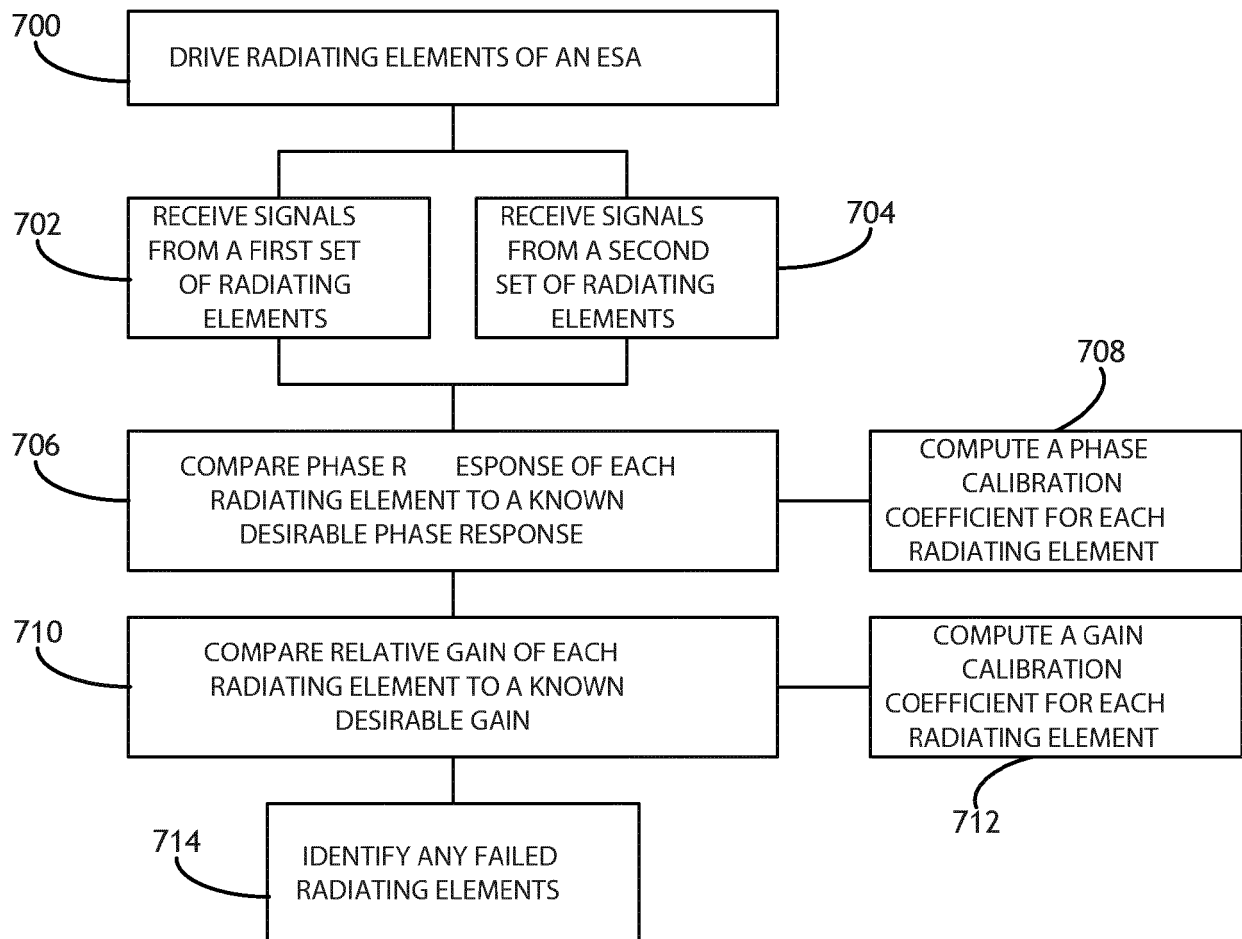 700
DRIVE RADIATING ELEMENTS OF AN ESA
702
RECEIVE SIGNALS
FROM A FIRST SET
OF RADIATING
ELEMENTS
RECEIVE SIGNALS
FROM A SECOND
SET OF RADIATING
ELEMENTS
704
706
COMPARE PHASE R ESPONSE OF EACH
RADIATING ELEMENT TO A KNOWN
DESIRABLE PHASE RESPONSE
708
COMPUTE A PHASE
CALIBRATION
COEFFICIENT FOR EACH
RADIATING ELEMENT
710
COMPARE RELATIVE GAIN OF EACH
RADIATING ELEMENT TO A KNOWN
DESIRABLE GAIN
COMPUTE A GAIN
CALIBRATION
COEFFICIENT FOR EACH
RADIATING ELEMENT
712
714
IDENTIFY ANY FAILED
RADIATING ELEMENTS